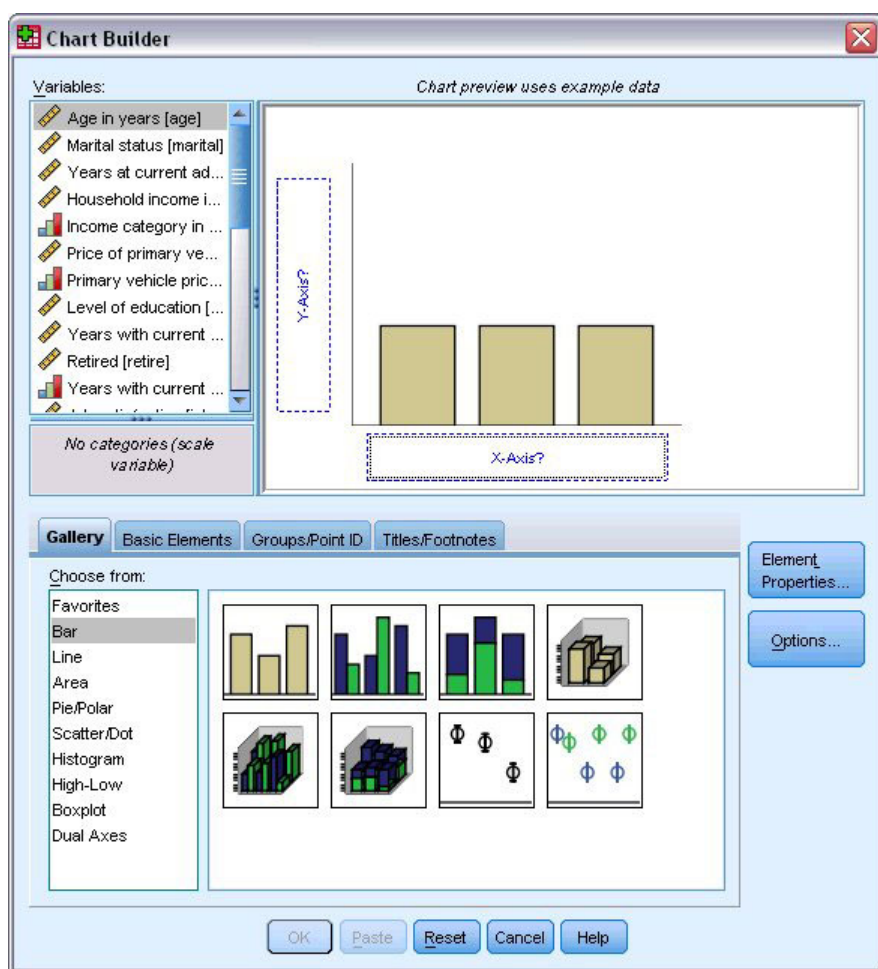 Chart Builder
Variables:
Chart preview uses example data
Age in years [age]
Marital status [marital]
Years at current ad...
Household income i...
Income category in ...
Price of primary ve...
Primary vehicle pric...
Level of education [...
Years with current ...
Retired [retire]
Years with current ...
No categories (scale
variable)
Y-Axis?
X-Axis?
Gallery
Basic Elements
Groups/Point ID
Titles/Footnotes
Choose from:
Favorites
Bar
Line
Area
Pie/Polar
Scatter/Dot
Histogram
High-Low
Boxplot
Dual Axes
Element
Properties...
Options...
OK
Paste
Reset
Cancel
Help